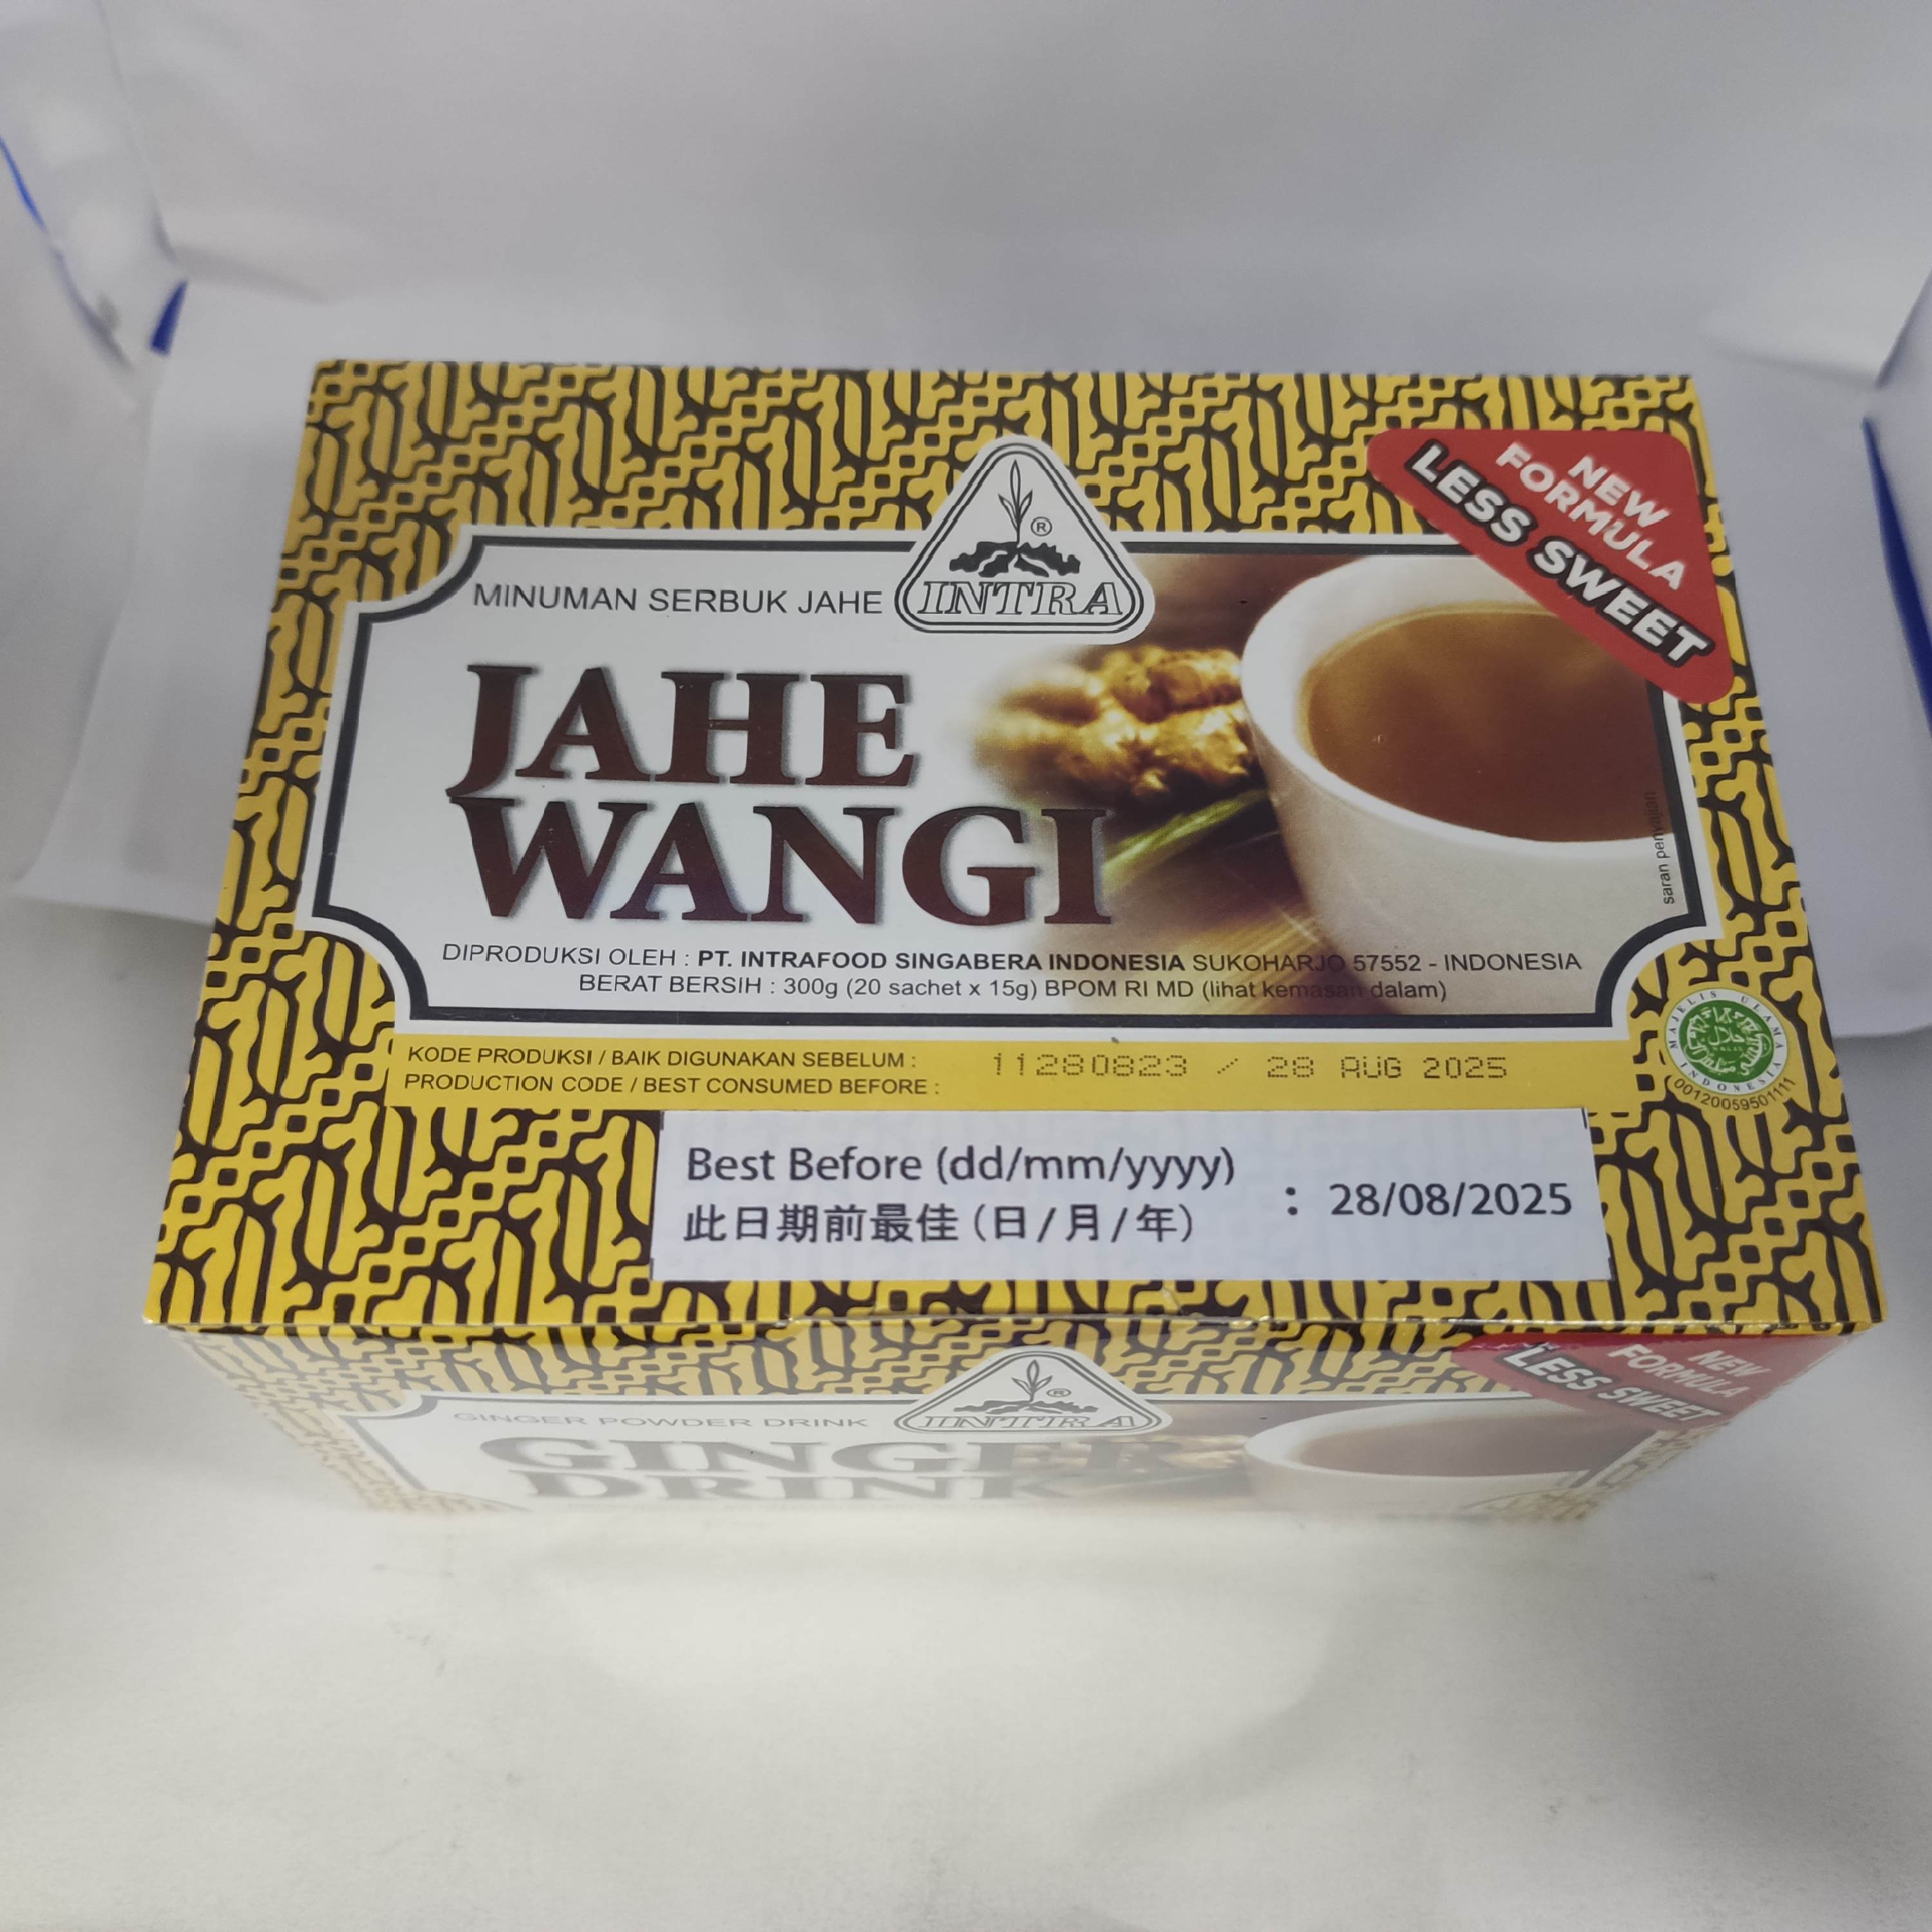 NEW
FORMULA
LESS SWEET
®
INTRA
MINUMAN SERBUK JAHE
JAHE
WANGI
saran penyajian
DIPRODUKSI OLEH : PT. INTRAFOOD SINGABERA INDONESIA SUKOHARJO 57552 - INDONESIA
BERAT BERSIH : 300g (20 sachet x 15g) BPOM RI MD (lihat kemasan dalam)
MAJELIS ULAMA INDONESIA
00120059501111
KODE PRODUKSI / BAIK DIGUNAKAN SEBELUM :
PRODUCTION CODE / BEST CONSUMED BEFORE :
11280823 / 28 AUG 2025
Best Before (dd/mm/yyyy)
此日期前最佳（日/月/年）
: 28/08/2025
NEW
FORMULA
LESS SWEET
®
INTRA
GINGER POWDER DRINK
GINGER
DRINK